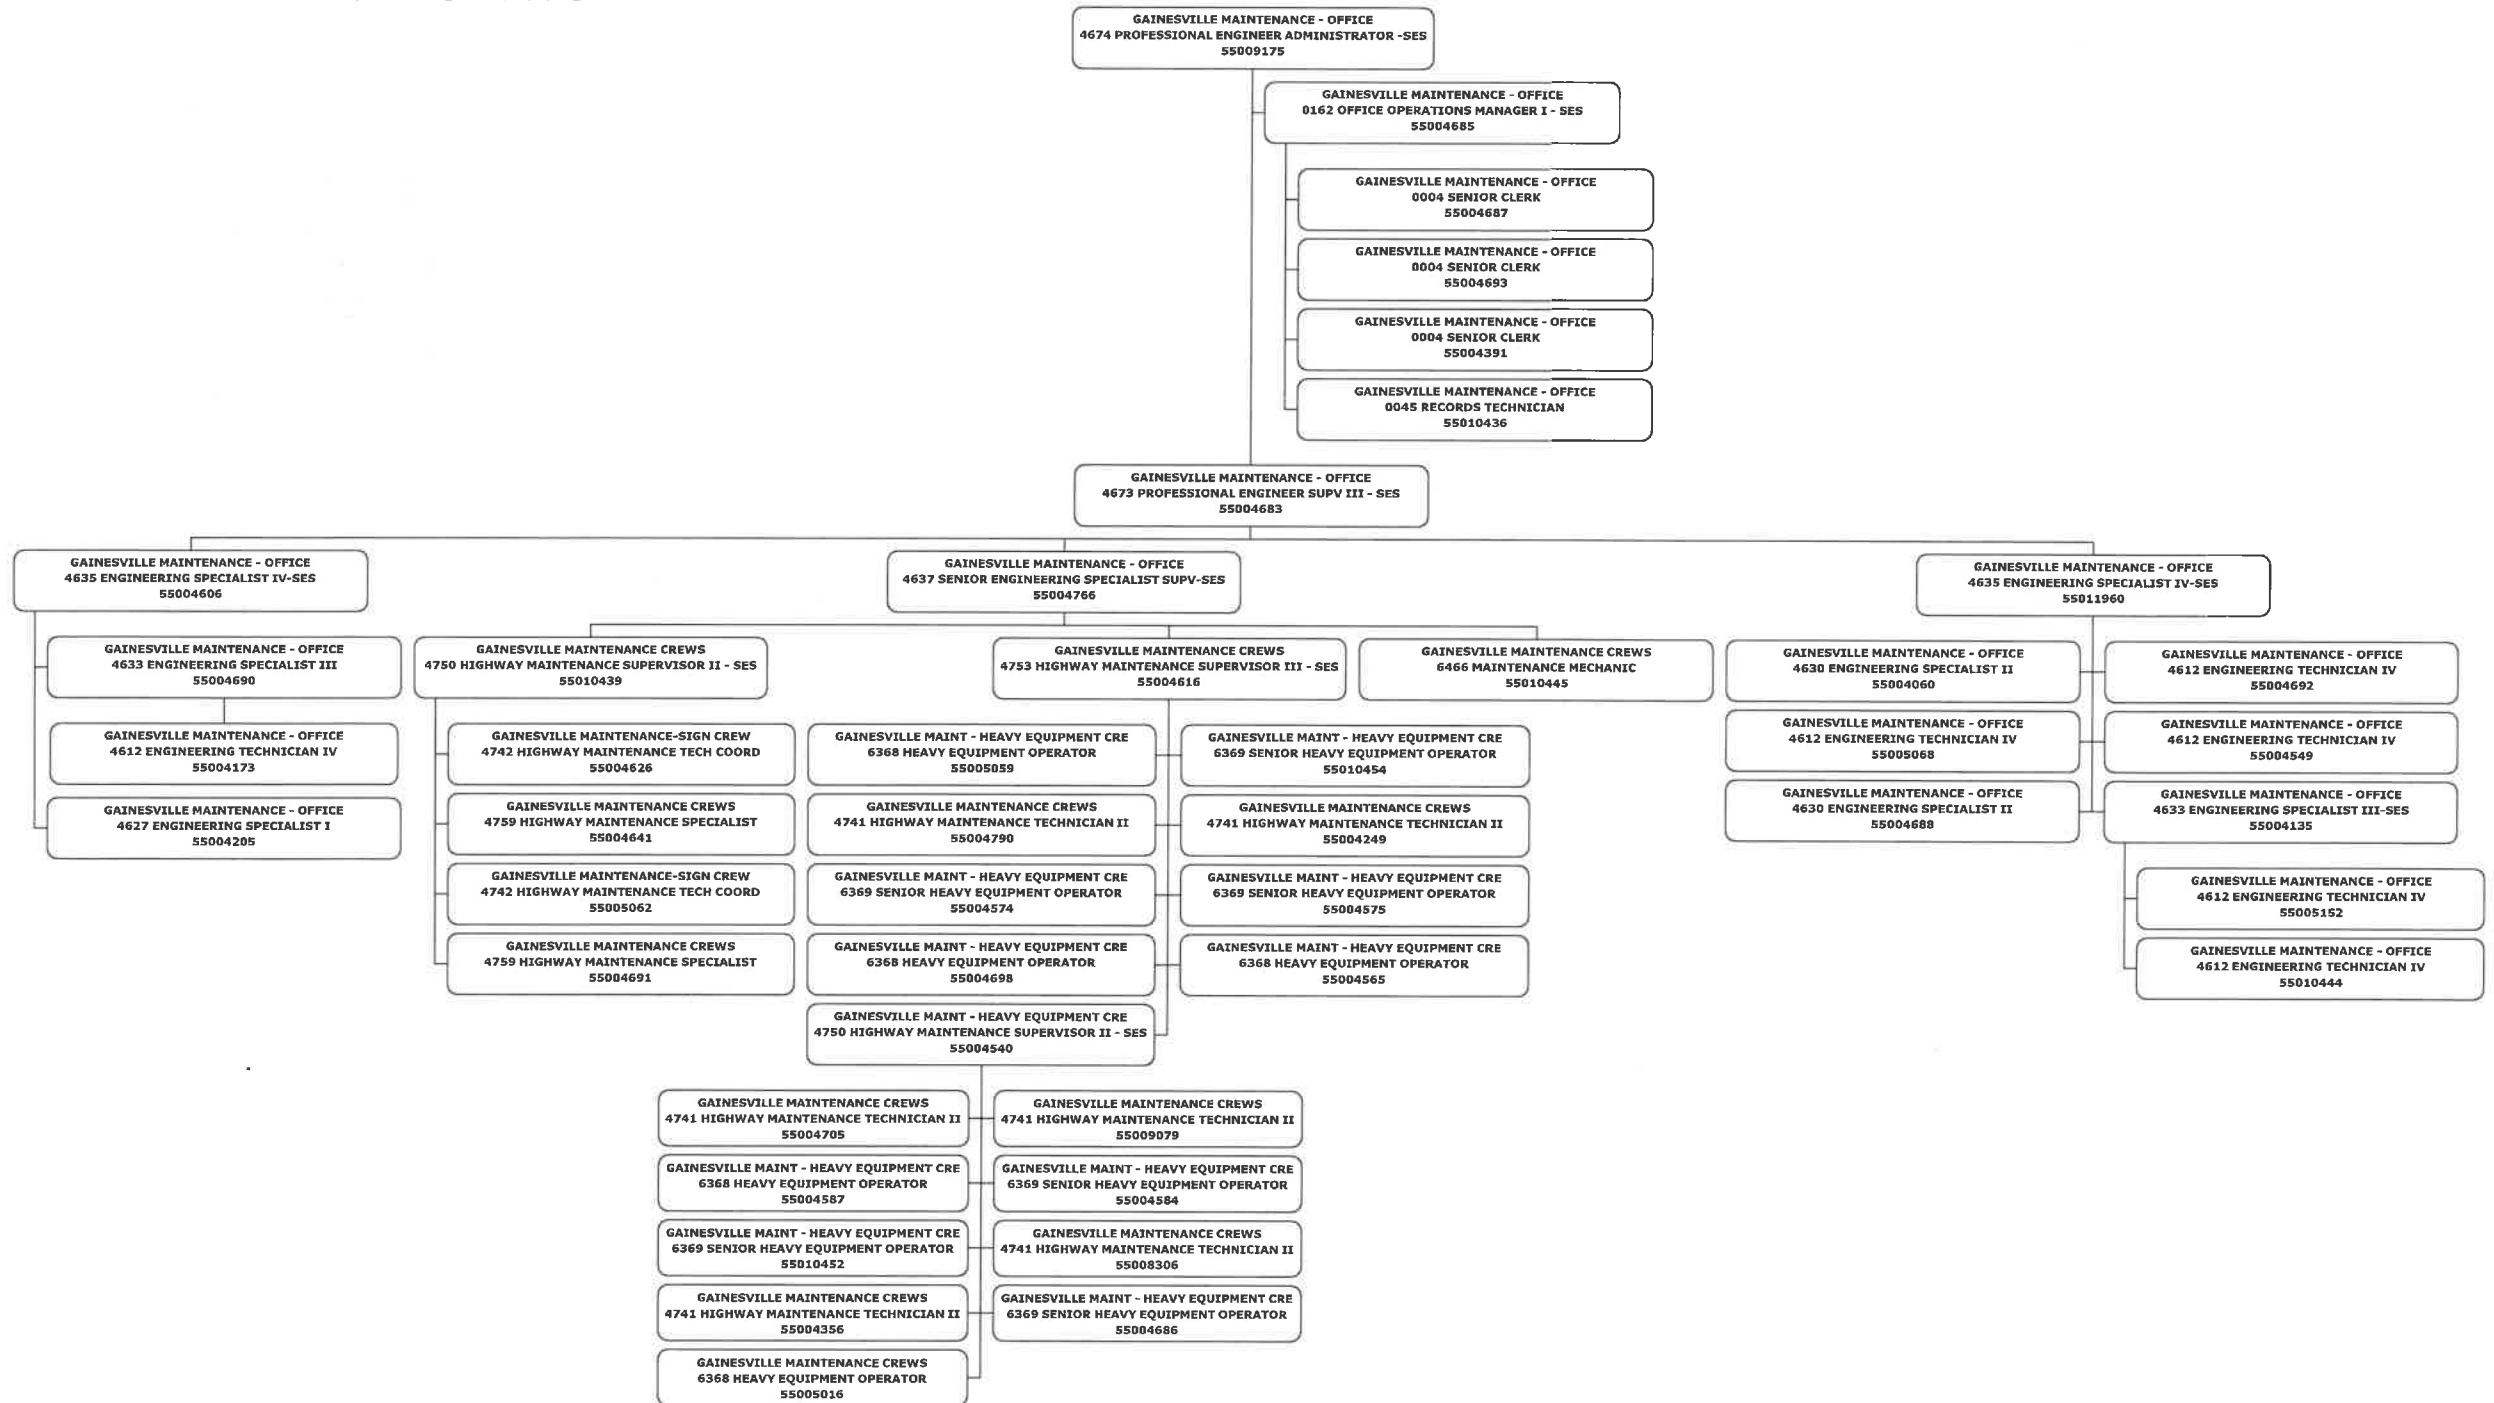 GAINESVILLE MAINTENANCE - OFFICE
4674 PROFESSIONAL ENGINEER ADMINISTRATOR -SES
55009175
GAINESVILLE MAINTENANCE - OFFICE
0162 OFFICE OPERATIONS MANAGER I - SES
55004685
GAINESVILLE MAINTENANCE - OFFICE
0004 SENIOR CLERK
55004687
GAINESVILLE MAINTENANCE - OFFICE
0004 SENIOR CLERK
55004693
GAINESVILLE MAINTENANCE - OFFICE
0004 SENIOR CLERK
55004391
GAINESVILLE MAINTENANCE - OFFICE
0045 RECORDS TECHNICIAN
55010436
GAINESVILLE MAINTENANCE - OFFICE
4673 PROFESSIONAL ENGINEER SUPV III - SES
55004683
GAINESVILLE MAINTENANCE - OFFICE
4635 ENGINEERING SPECIALIST IV-SES
55004606
GAINESVILLE MAINTENANCE - OFFICE
4633 ENGINEERING SPECIALIST III
55004690
GAINESVILLE MAINTENANCE - OFFICE
4612 ENGINEERING TECHNICIAN IV
55004173
GAINESVILLE MAINTENANCE - OFFICE
4627 ENGINEERING SPECIALIST I
55004205
GAINESVILLE MAINTENANCE - OFFICE
4637 SENIOR ENGINEERING SPECIALIST SUPV-SES
55004766
GAINESVILLE MAINTENANCE CREWS
4750 HIGHWAY MAINTENANCE SUPERVISOR II - SES
55010439
GAINESVILLE MAINTENANCE-SIGN CREW
4742 HIGHWAY MAINTENANCE TECH COORD
55004626
GAINESVILLE MAINTENANCE CREWS
4759 HIGHWAY MAINTENANCE SPECIALIST
55004641
GAINESVILLE MAINTENANCE-SIGN CREW
4742 HIGHWAY MAINTENANCE TECH COORD
55005062
GAINESVILLE MAINTENANCE CREWS
4759 HIGHWAY MAINTENANCE SPECIALIST
55004691
GAINESVILLE MAINTENANCE CREWS
4753 HIGHWAY MAINTENANCE SUPERVISOR III - SES
55004616
GAINESVILLE MAINT - HEAVY EQUIPMENT CRE
6368 HEAVY EQUIPMENT OPERATOR
55005059
GAINESVILLE MAINT - HEAVY EQUIPMENT CRE
6369 SENIOR HEAVY EQUIPMENT OPERATOR
55010454
GAINESVILLE MAINTENANCE CREWS
4741 HIGHWAY MAINTENANCE TECHNICIAN II
55004790
GAINESVILLE MAINTENANCE CREWS
4741 HIGHWAY MAINTENANCE TECHNICIAN II
55004249
GAINESVILLE MAINT - HEAVY EQUIPMENT CRE
6369 SENIOR HEAVY EQUIPMENT OPERATOR
55004574
GAINESVILLE MAINT - HEAVY EQUIPMENT CRE
6369 SENIOR HEAVY EQUIPMENT OPERATOR
55004575
GAINESVILLE MAINT - HEAVY EQUIPMENT CRE
6368 HEAVY EQUIPMENT OPERATOR
55004698
GAINESVILLE MAINT - HEAVY EQUIPMENT CRE
6368 HEAVY EQUIPMENT OPERATOR
55004565
GAINESVILLE MAINT - HEAVY EQUIPMENT CRE
4750 HIGHWAY MAINTENANCE SUPERVISOR II - SES
55004540
GAINESVILLE MAINTENANCE CREWS
4741 HIGHWAY MAINTENANCE TECHNICIAN II
55004705
GAINESVILLE MAINTENANCE CREWS
4741 HIGHWAY MAINTENANCE TECHNICIAN II
55009079
GAINESVILLE MAINT - HEAVY EQUIPMENT CRE
6368 HEAVY EQUIPMENT OPERATOR
55004587
GAINESVILLE MAINT - HEAVY EQUIPMENT CRE
6369 SENIOR HEAVY EQUIPMENT OPERATOR
55004584
GAINESVILLE MAINT - HEAVY EQUIPMENT CRE
6369 SENIOR HEAVY EQUIPMENT OPERATOR
55010452
GAINESVILLE MAINTENANCE CREWS
4741 HIGHWAY MAINTENANCE TECHNICIAN II
55008306
GAINESVILLE MAINTENANCE CREWS
4741 HIGHWAY MAINTENANCE TECHNICIAN II
55004356
GAINESVILLE MAINT - HEAVY EQUIPMENT CRE
6369 SENIOR HEAVY EQUIPMENT OPERATOR
55004686
GAINESVILLE MAINTENANCE CREWS
6368 HEAVY EQUIPMENT OPERATOR
55005016
GAINESVILLE MAINTENANCE CREWS
6466 MAINTENANCE MECHANIC
55010445
GAINESVILLE MAINTENANCE - OFFICE
4635 ENGINEERING SPECIALIST IV-SES
55011960
GAINESVILLE MAINTENANCE - OFFICE
4630 ENGINEERING SPECIALIST II
55004060
GAINESVILLE MAINTENANCE - OFFICE
4612 ENGINEERING TECHNICIAN IV
55004692
GAINESVILLE MAINTENANCE - OFFICE
4612 ENGINEERING TECHNICIAN IV
55005068
GAINESVILLE MAINTENANCE - OFFICE
4612 ENGINEERING TECHNICIAN IV
55004549
GAINESVILLE MAINTENANCE - OFFICE
4630 ENGINEERING SPECIALIST II
55004688
GAINESVILLE MAINTENANCE - OFFICE
4633 ENGINEERING SPECIALIST III-SES
55004135
GAINESVILLE MAINTENANCE - OFFICE
4612 ENGINEERING TECHNICIAN IV
55005152
GAINESVILLE MAINTENANCE - OFFICE
4612 ENGINEERING TECHNICIAN IV
55010444